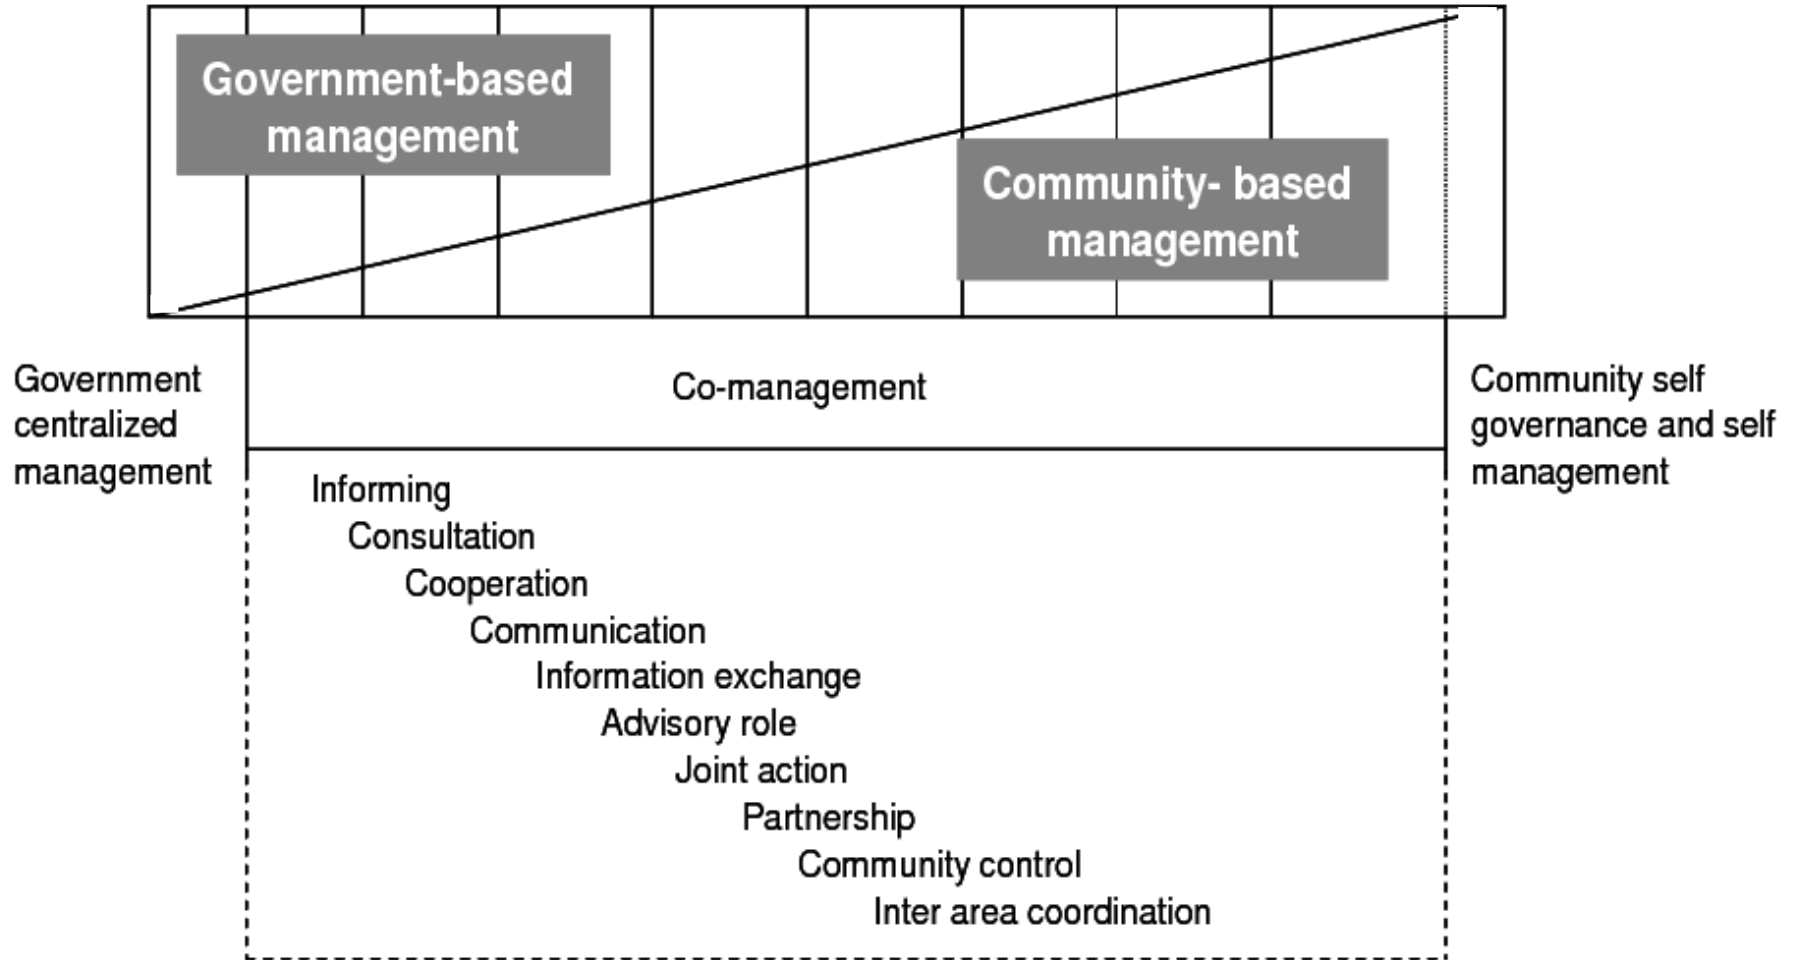 Government-based
management
Community- based
management
Government
centralized
management
Co-management
Community self
governance and self
management
Informing
Consultation
Cooperation
Communication
Information exchange
Advisory role
Joint action
Partnership
Community control
Inter area coordination